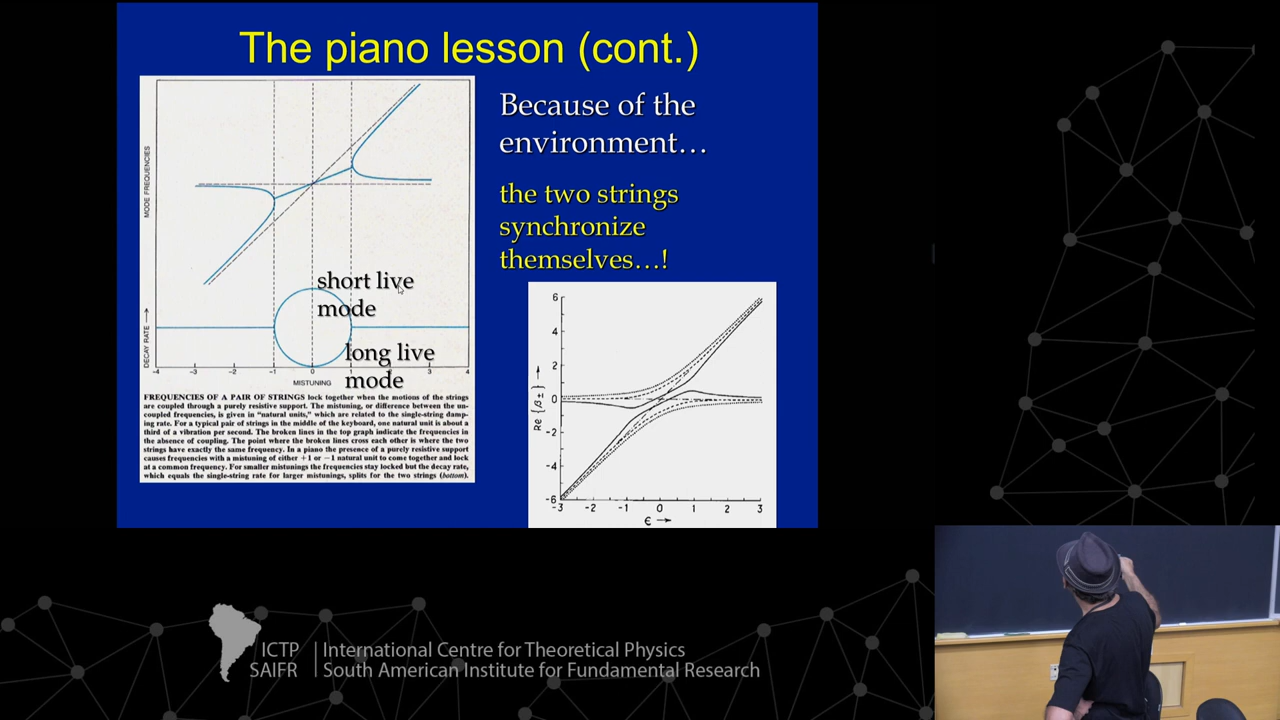 The piano lesson (cont.)
MODE FREQUENCIES
DECAY RATE →
short live
mode
long live
mode
-4 -3 -2 -1 0 1 3 4
MISTUNING
FREQUENCIES OF A PAIR OF STRINGS lock together when the motions of the strings
are coupled through a purely resistive support. The mistuning, or difference between the un-
coupled frequencies, is given in "natural units," which are related to the single-string damp-
ing rate. For a typical pair of strings in the middle of the keyboard, one natural unit is about a
third of a vibration per second. The broken lines in the top graph indicate the frequencies in
the absence of coupling. The point where the broken lines cross each other is where the two
strings have exactly the same frequency. In a piano the presence of a purely resistive support
causes frequencies with a mistuning of either +1 or −1 natural unit to come together and lock
at a common frequency. For smaller mistunings the frequencies stay locked but the decay rate,
which equals the single-string rate for larger mistunings, splits for the two strings (bottom).
Because of the
environment…
the two strings
synchronize
themselves…!
Re {β±} →
6
4
2
0
-2
-4
-6
-3 -2 -1 0 1 2 3
ϵ →
ICTP
SAIFR
International Centre for Theoretical Physics
South American Institute for Fundamental Research